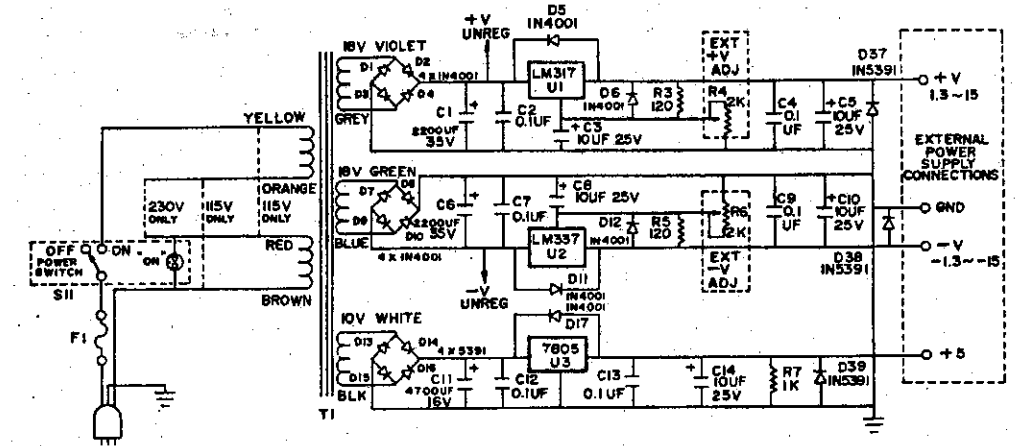 D5
1N4001
+V
UNREG
18V VIOLET
D1
D2
4 X 1N4001
D3
D4
GREY
LM317
U1
EXT
+V
ADJ
R4
2K
D37
1N5391
+V
1.3~15
C1
2200UF
35V
C2
0.1UF
D6
1N4001
R3
120
C3
10UF 25V
C4
0.1
UF
C5
10UF
25V
EXTERNAL
POWER
SUPPLY
CONNECTIONS
YELLOW
ORANGE
18V GREEN
D7
D8
D9
D10
BLUE
4 X 1N4001
C6
2200UF
35V
C7
0.1UF
C8
10UF 25V
D12
1N4001
R5
120
R6
2K
C9
0.1
UF
C10
10UF
25V
GND
230V
ONLY
115V
ONLY
115V
ONLY
RED
LM337
U2
-V
-1.3~-15
OFF
ON
"ON"
POWER
SWITCH
S11
BROWN
-V
UNREG
D11
1N4001
EXT
-V
ADJ
D38
1N5391
1N4001
D17
F1
10V WHITE
D13
D14
4 X 5391
D15
D16
BLK
7805
U3
+5
C11
4700UF
16V
C12
0.1UF
C13
0.1UF
C14
10UF
25V
R7
1K
D39
1N5391
T1